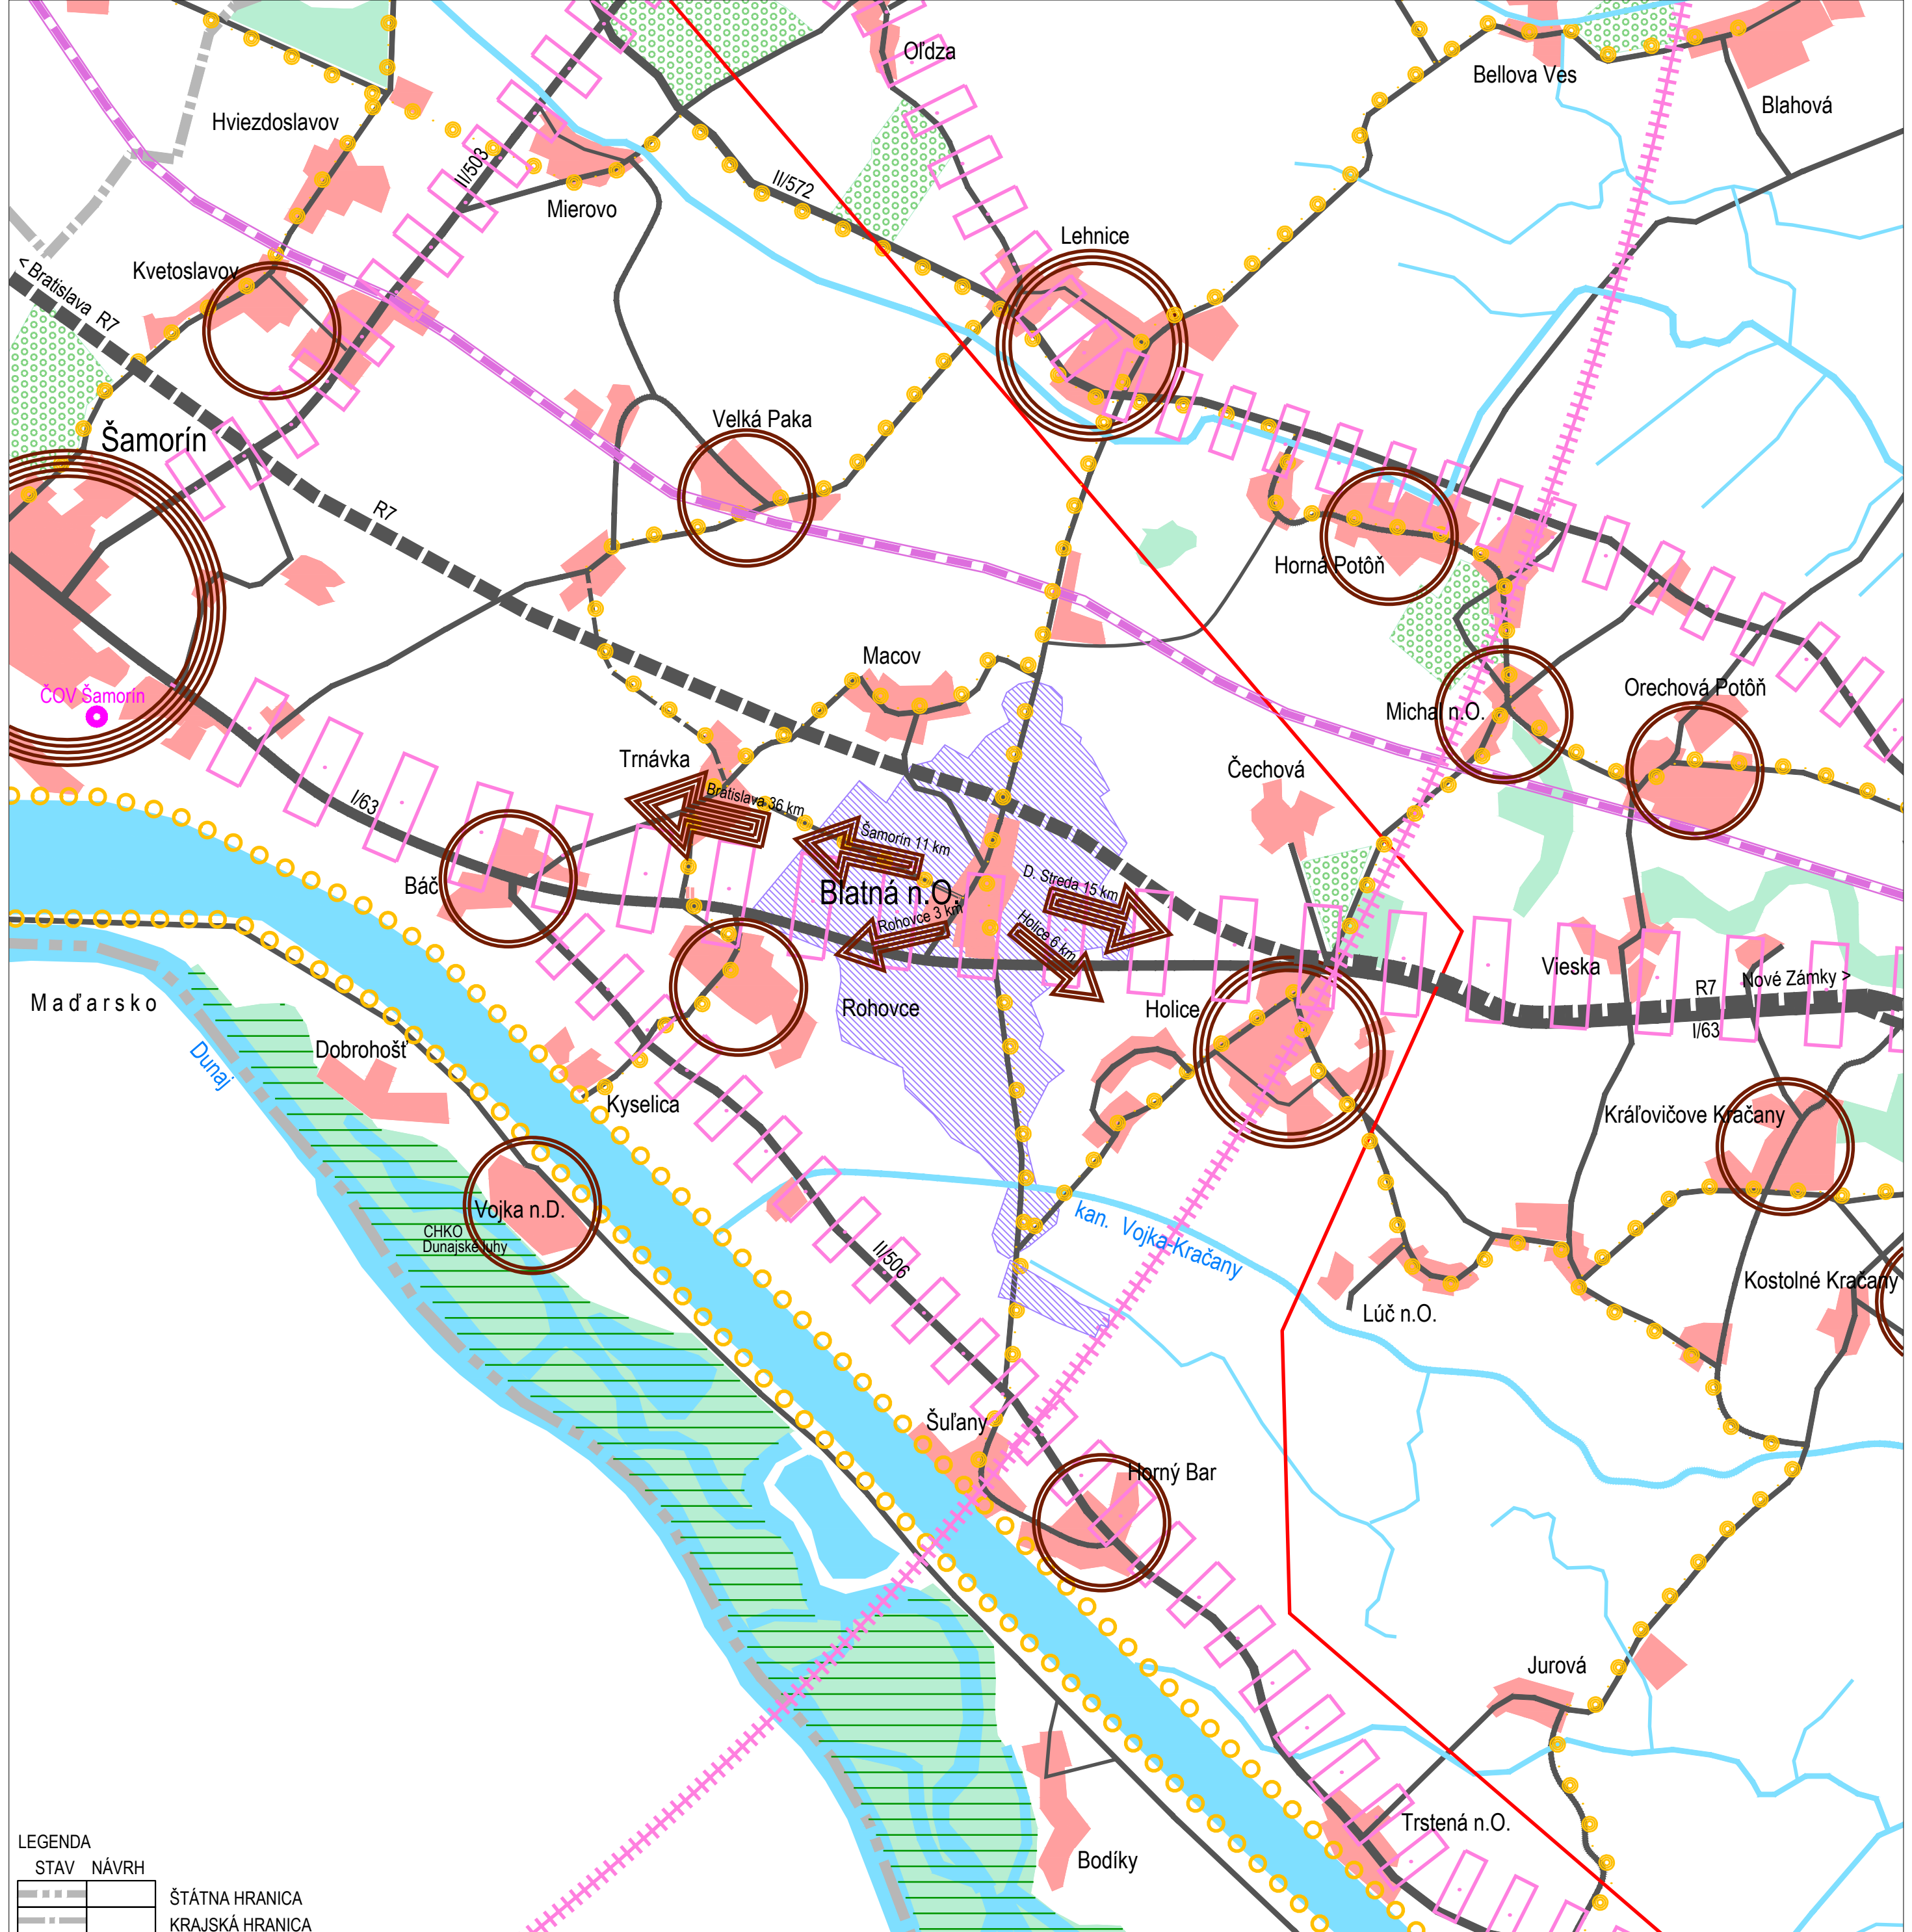 Oľdza
Bellova Ves
Blahová
Hviezdoslavov
II/503
Mierovo
II/572
Lehnice
Kvetoslavov
< Bratislava R7
Šamorín
Velká Paka
R7
Horná Potôň
Macov
ČOV Šamorín
Orechová Potôň
Michal n.O.
Trnávka
Čechová
Bratislava 36 km
I/63
Šamorín 11 km
Báč
Blatná n.O.
D. Streda 15 km
Rohovce 3 km
Holice 6 km
Vieska
R7
Nové Zámky >
I/63
Maďarsko
Rohovce
Holice
Dobrohošť
Dunaj
Kyselica
Kráľovičove Kračany
Vojka n.D.
CHKO
Dunajské luhy
kan. Vojka-Kračany
II/506
Kostolné Kračany
Lúč n.O.
Šuľany
Horný Bar
Jurová
Trstená n.O.
Bodíky
LEGENDA
STAV NÁVRH
ŠTÁTNA HRANICA
KRAJSKÁ HRANICA